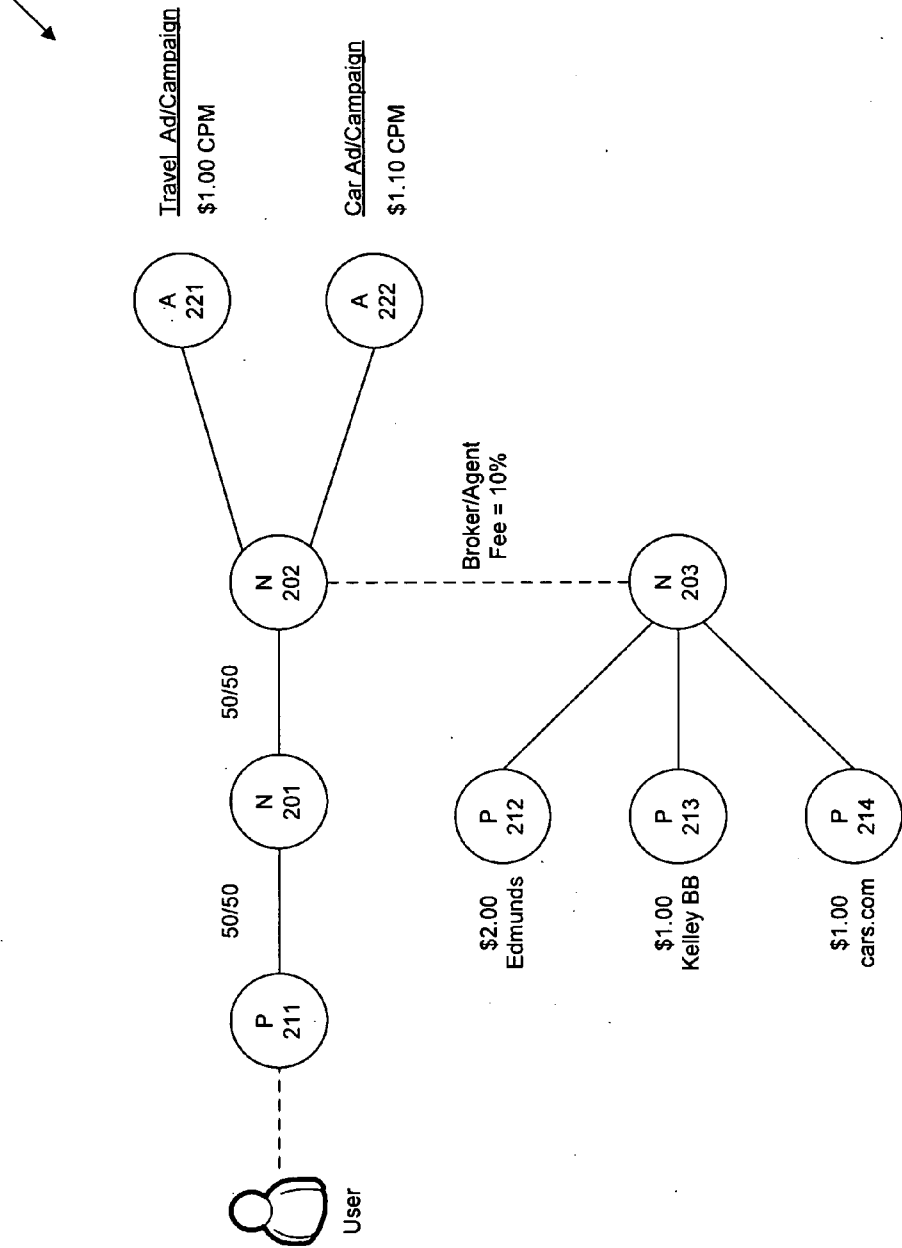 User
P
211
50/50
N
201
50/50
N
202
A
221
Travel Ad/Campaign
$1.00 CPM
A
222
Car Ad/Campaign
$1.10 CPM
Broker/Agent
Fee = 10%
N
203
$2.00
Edmunds
P
212
$1.00
Kelley BB
P
213
$1.00
cars.com
P
214